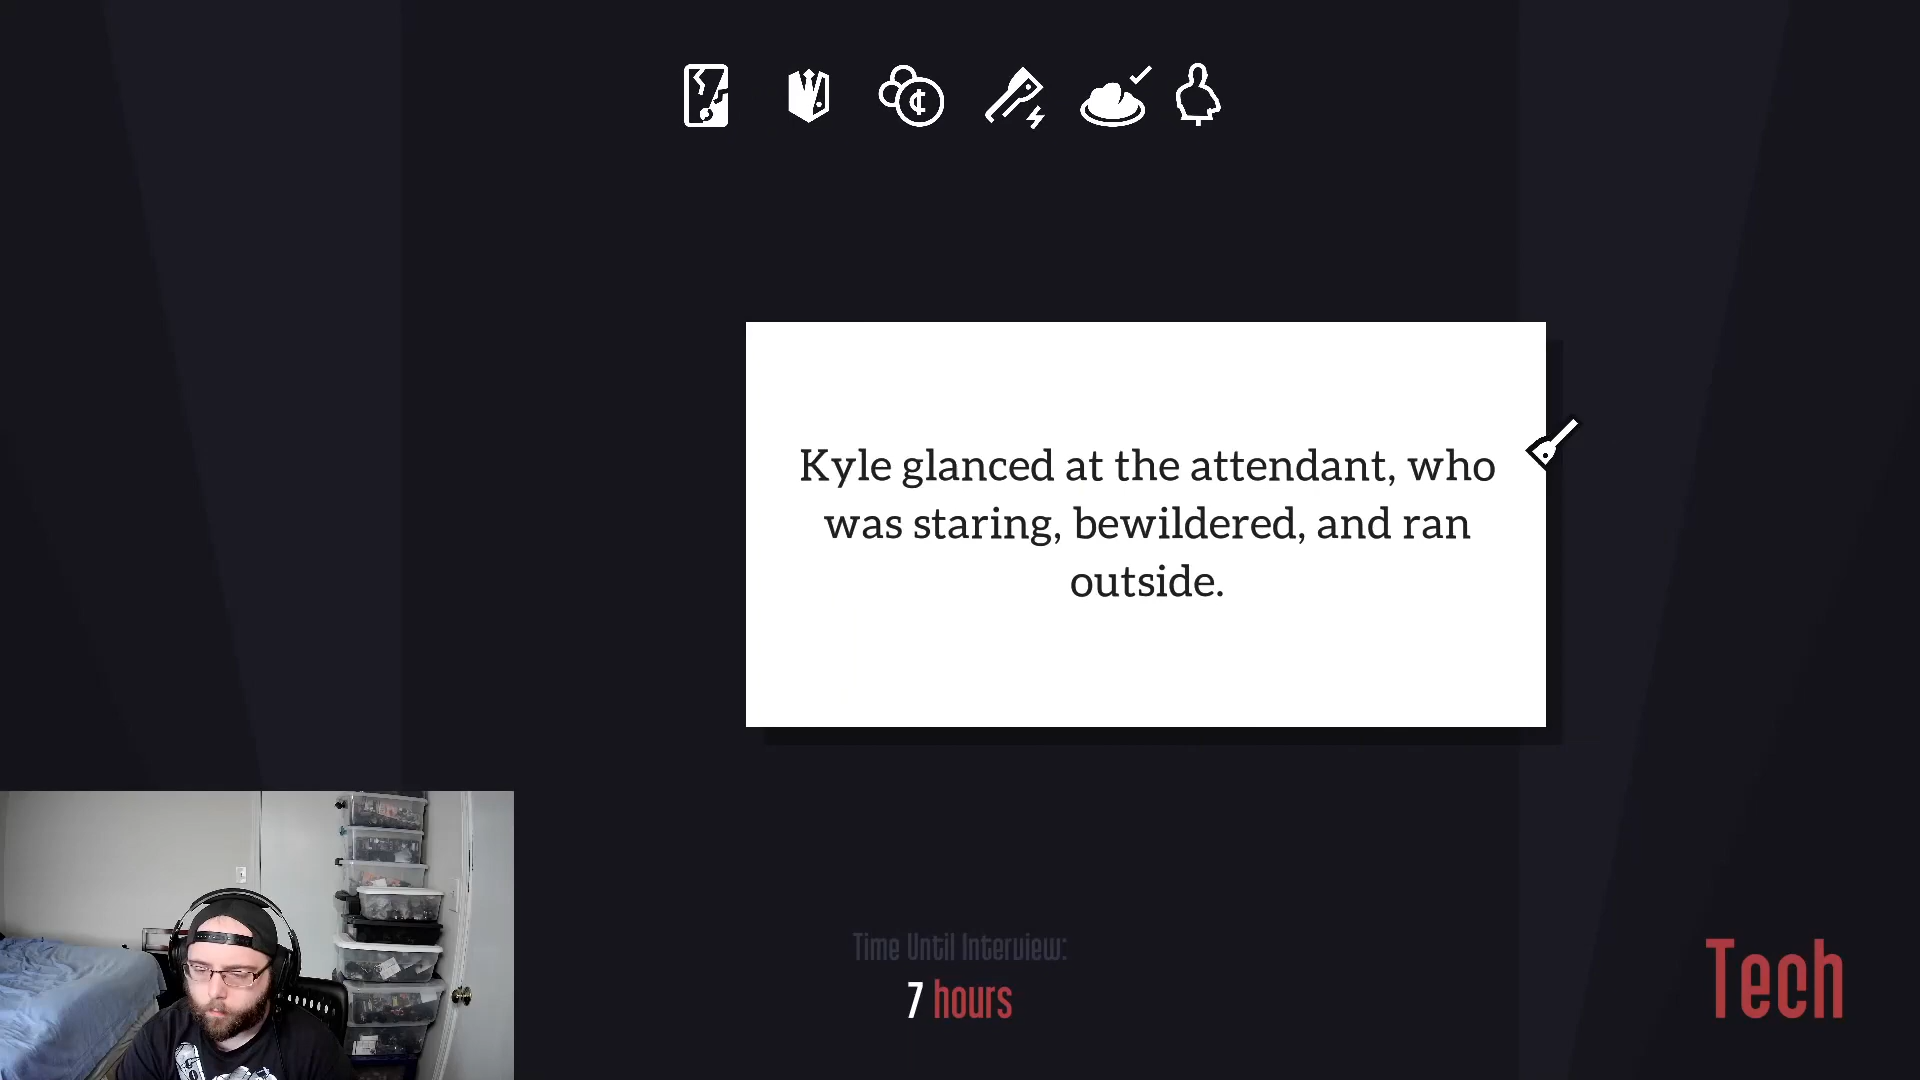 Kyle glanced at the attendant, who
was staring, bewildered, and ran
outside.
Time Until Interview:
7 hours
Tech